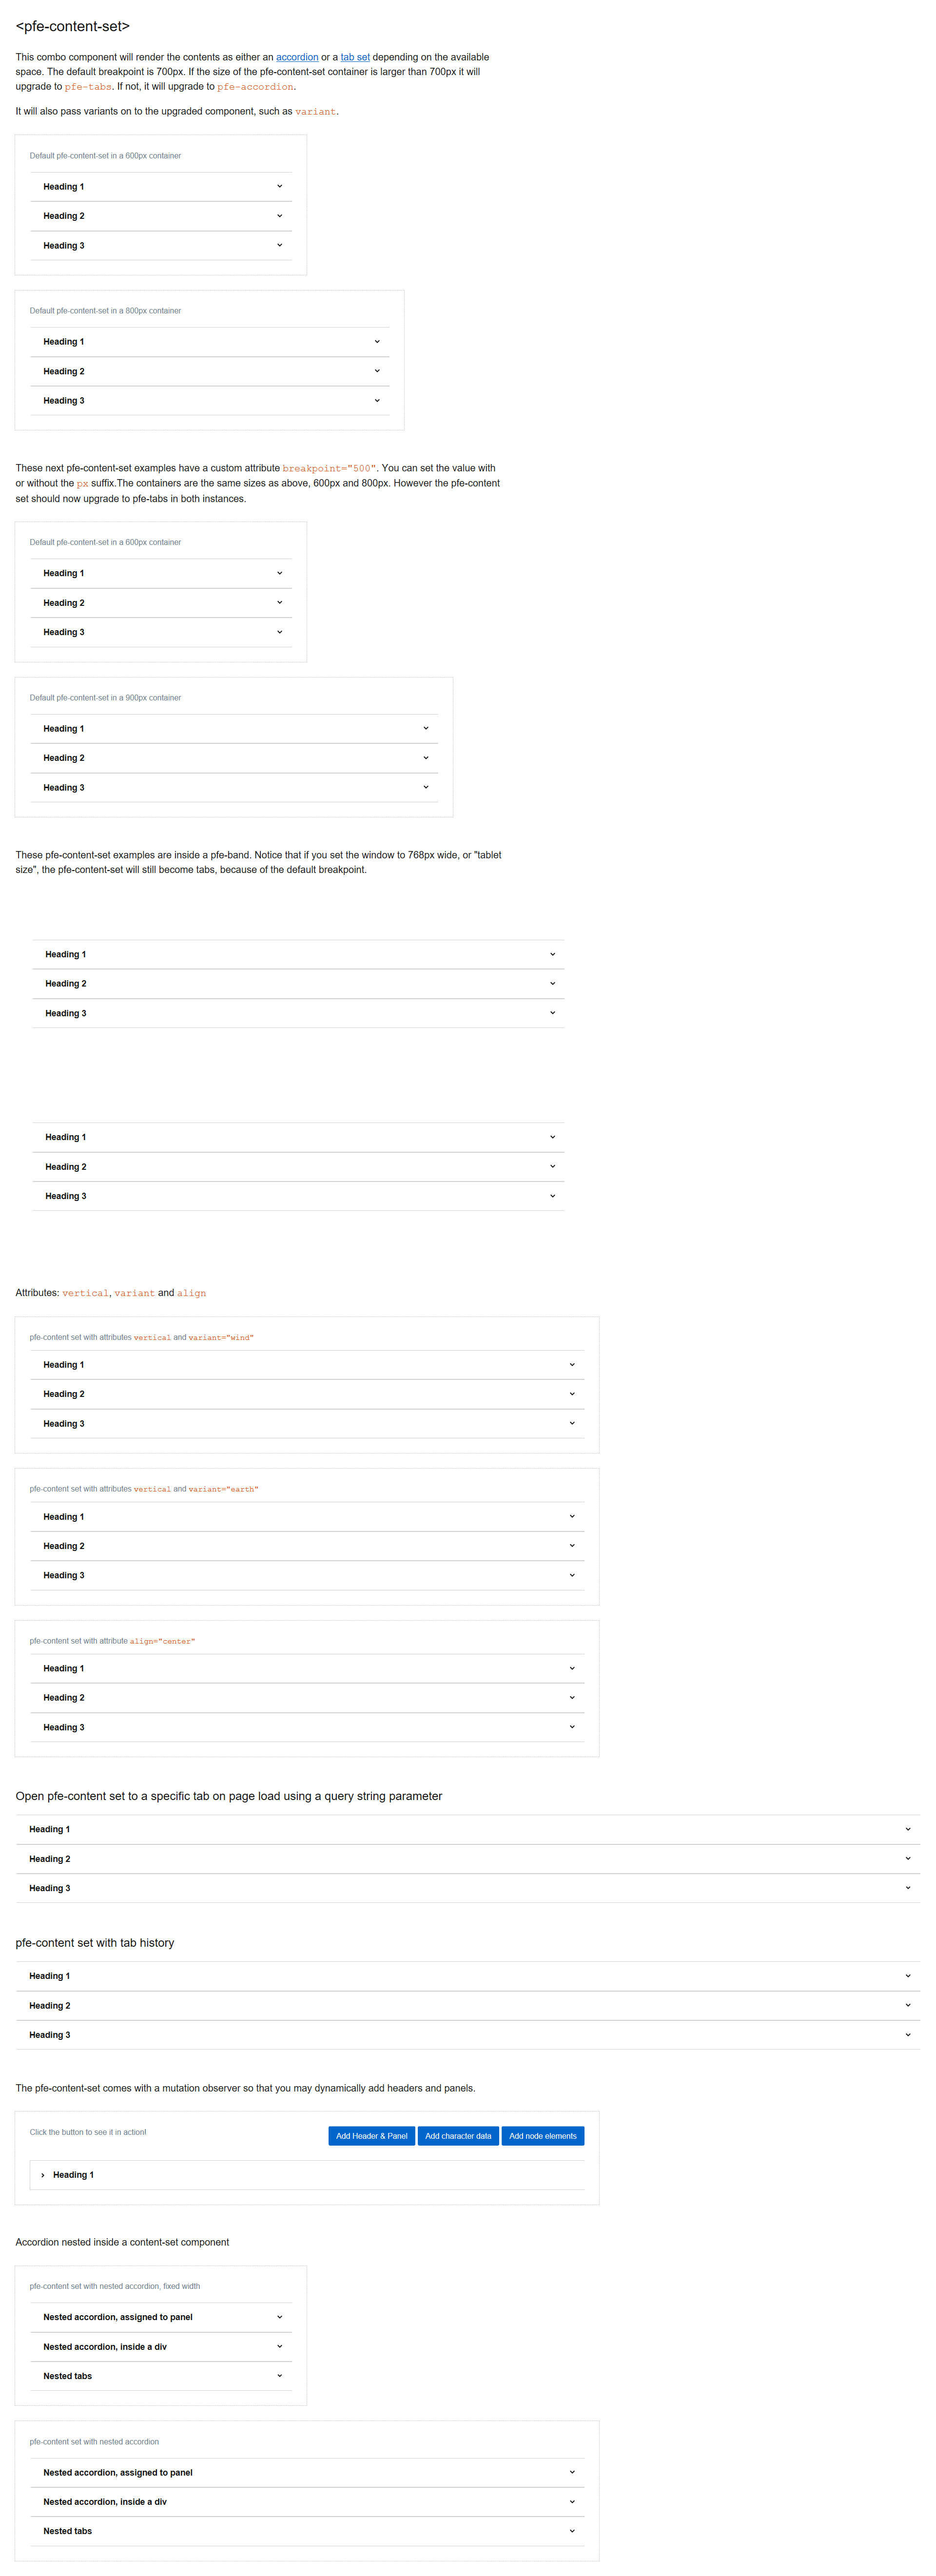 <pfe-content-set>
This combo component will render the contents as either an accordion or a tab set depending on the available
space. The default breakpoint is 700px. If the size of the pfe-content-set container is larger than 700px it will
upgrade to pfe-tabs. If not, it will upgrade to pfe-accordion.
It will also pass variants on to the upgraded component, such as variant.
Default pfe-content-set in a 600px container
Heading 1
Heading 2
Heading 3
Default pfe-content-set in a 800px container
Heading 1
Heading 2
Heading 3
These next pfe-content-set examples have a custom attribute breakpoint="500". You can set the value with
or without the px suffix.The containers are the same sizes as above, 600px and 800px. However the pfe-content
set should now upgrade to pfe-tabs in both instances.
Default pfe-content-set in a 600px container
Heading 1
Heading 2
Heading 3
Default pfe-content-set in a 900px container
Heading 1
Heading 2
Heading 3
These pfe-content-set examples are inside a pfe-band. Notice that if you set the window to 768px wide, or "tablet
size", the pfe-content-set will still become tabs, because of the default breakpoint.
Heading 1
Heading 2
Heading 3
Heading 1
Heading 2
Heading 3
Attributes: vertical, variant and align
pfe-content set with attributes vertical and variant="wind"
Heading 1
Heading 2
Heading 3
pfe-content set with attributes vertical and variant="earth"
Heading 1
Heading 2
Heading 3
pfe-content set with attribute align="center"
Heading 1
Heading 2
Heading 3
Open pfe-content set to a specific tab on page load using a query string parameter
Heading 1
Heading 2
Heading 3
pfe-content set with tab history
Heading 1
Heading 2
Heading 3
The pfe-content-set comes with a mutation observer so that you may dynamically add headers and panels.
Click the button to see it in action! Add Header & Panel Add character data Add node elements
Heading 1
Accordion nested inside a content-set component
pfe-content set with nested accordion, fixed width
Nested accordion, assigned to panel
Nested accordion, inside a div
Nested tabs
pfe-content set with nested accordion
Nested accordion, assigned to panel
Nested accordion, inside a div
Nested tabs